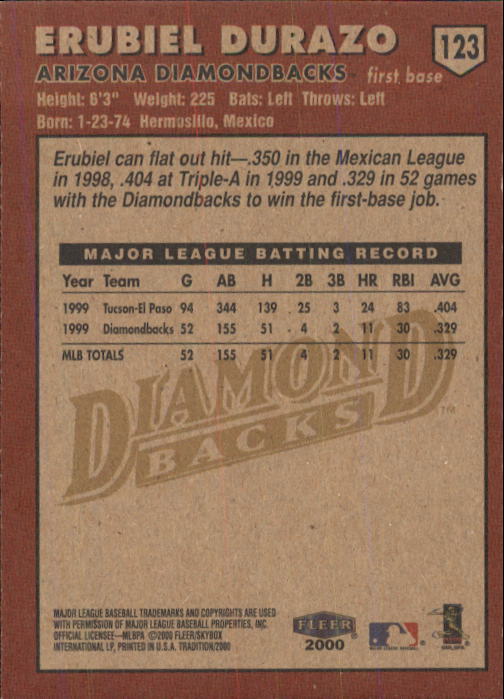 ERUBIEL DURAZO 123
ARIZONA DIAMONDBACKS first base
Height: 6'3" Weight: 225 Bats: Left Throws: Left
Born: 1-23-74 Hermosillo, Mexico
Erubiel can flat out hit—.350 in the Mexican League
in 1998, .404 at Triple-A in 1999 and .329 in 52 games
with the Diamondbacks to win the first-base job.
MAJOR LEAGUE BATTING RECORD
Year Team G AB H 2B 3B HR RBI AVG
1999 Tucson-El Paso 94 344 139 25 3 24 83 .404
1999 Diamondbacks 52 155 51 4 2 11 30 .329
MLB TOTALS 52 155 51 4 2 11 30 .329
DIAMOND
BACKS
TM
MAJOR LEAGUE BASEBALL TRADEMARKS AND COPYRIGHTS ARE USED
WITH PERMISSION OF MAJOR LEAGUE BASEBALL PROPERTIES, INC.
OFFICIAL LICENSEE—MLBPA ©2000 FLEER/SKYBOX
INTERNATIONAL LP, PRINTED IN U.S.A. TRADITION/2000
FLEER
2000
MAJOR LEAGUE BASEBALL